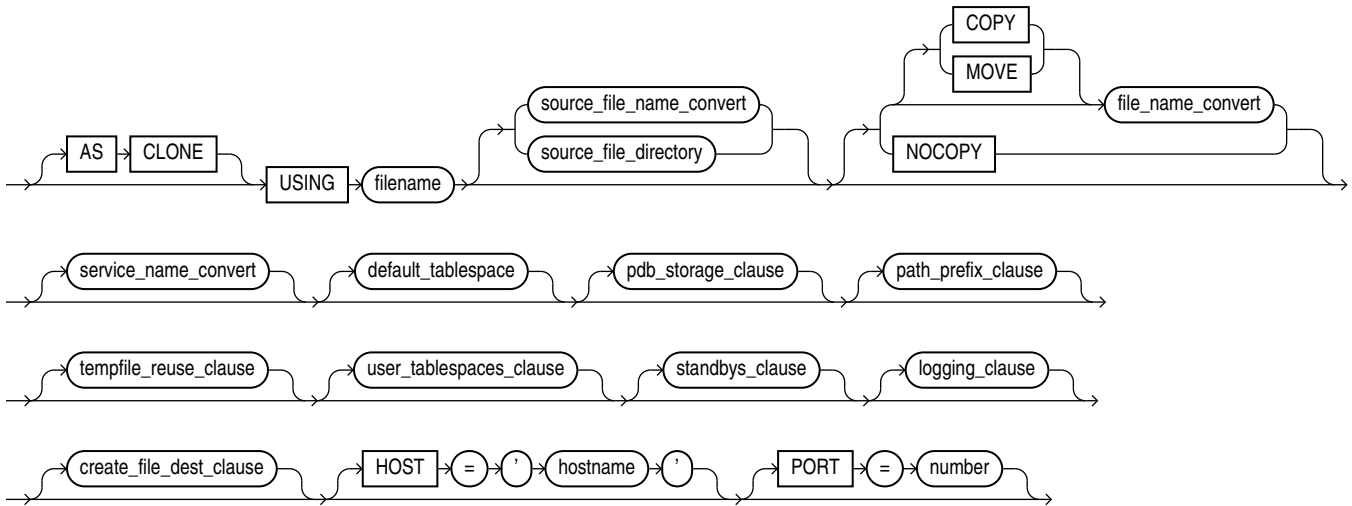 COPY
MOVE
source_file_name_convert file_name_convert
AS CLONE source_file_directory NOCOPY
USING filename
service_name_convert default_tablespace pdb_storage_clause path_prefix_clause
tempfile_reuse_clause user_tablespaces_clause standbys_clause logging_clause
create_file_dest_clause HOST = ' hostname ' PORT = number